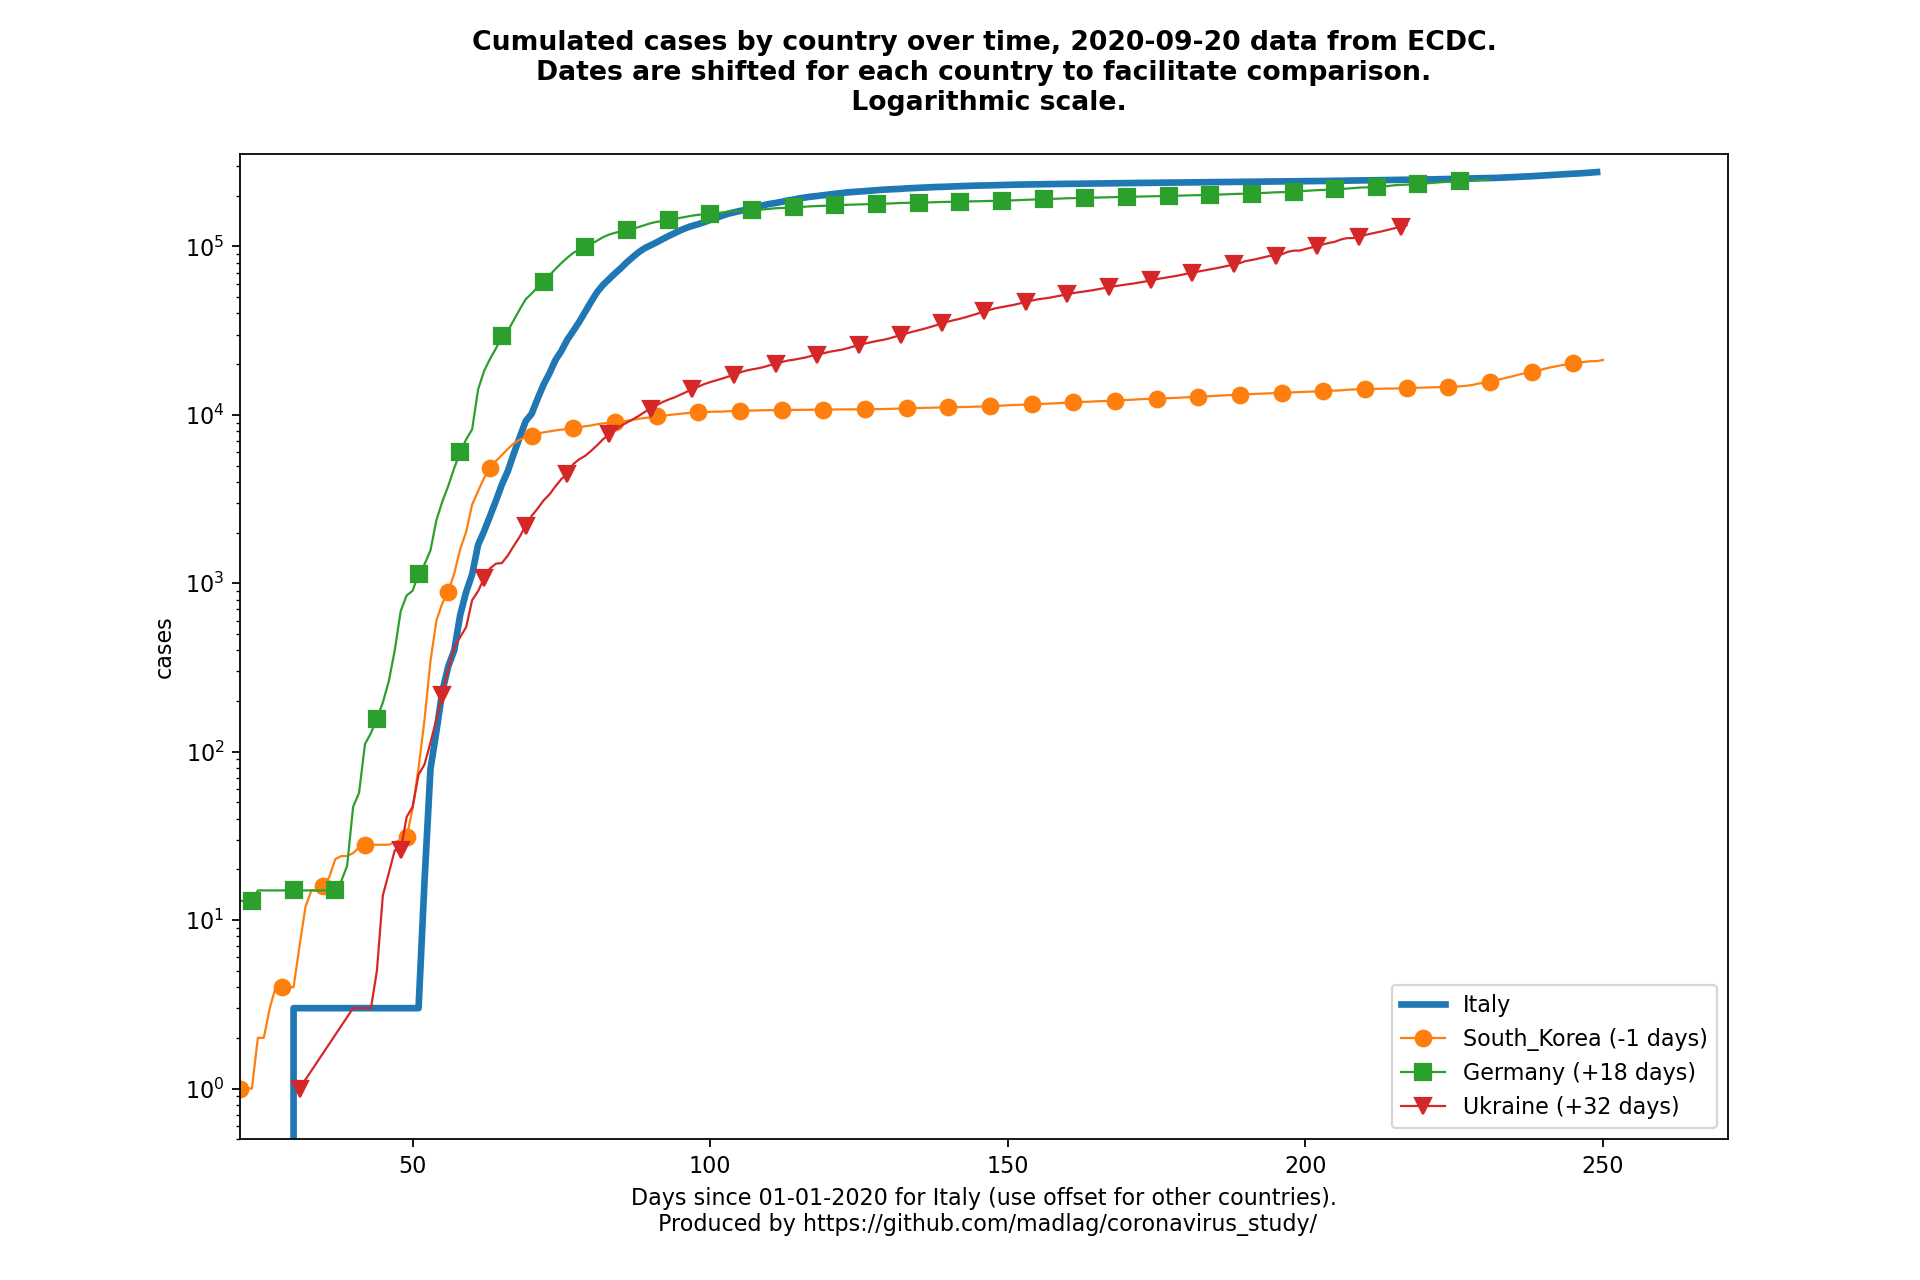 Cumulated cases by country over time, 2020-09-20 data from ECDC.
Dates are shifted for each country to facilitate comparison.
Logarithmic scale.
10^5
10^4
10^3
10^2
10^1
10^0
cases
Italy
South_Korea (-1 days)
Germany (+18 days)
Ukraine (+32 days)
50 100 150 200 250
Days since 01-01-2020 for Italy (use offset for other countries).
Produced by https://github.com/madlag/coronavirus_study/